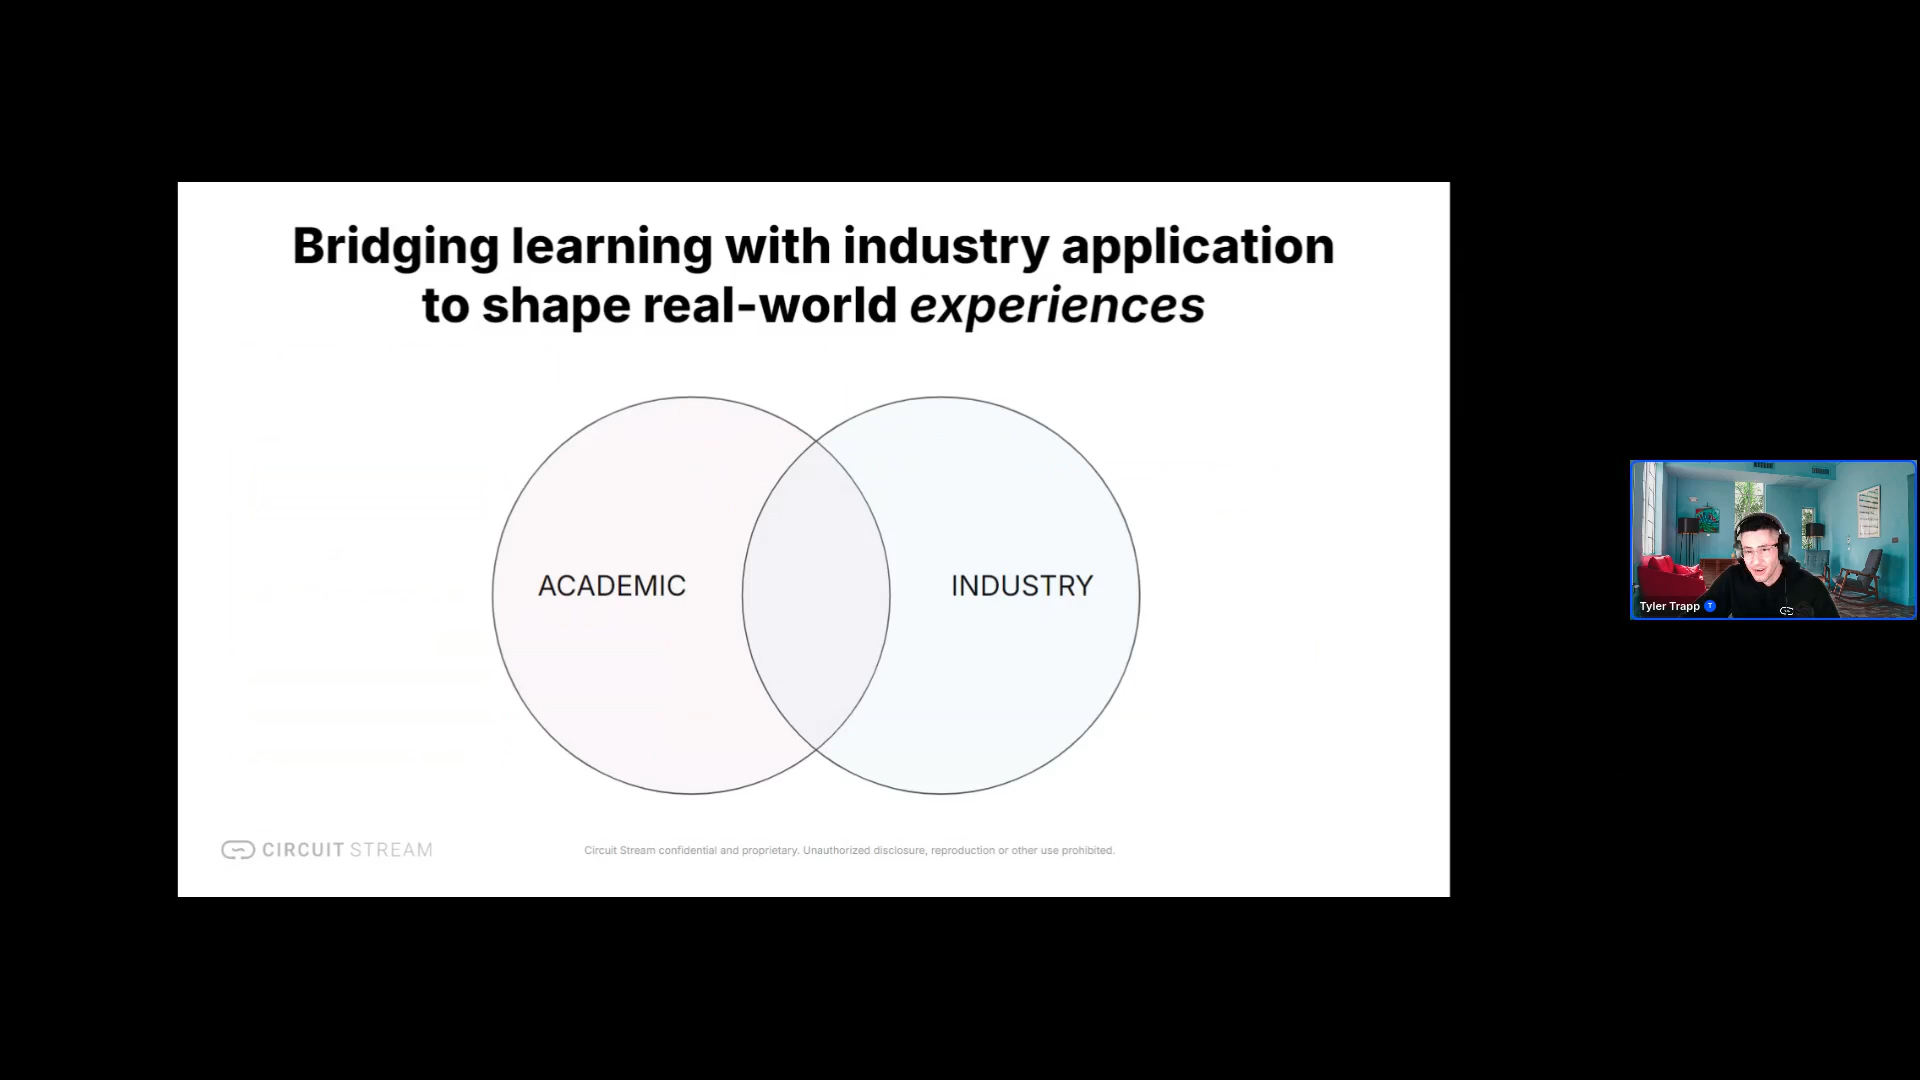 Bridging learning with industry application
to shape real-world experiences
ACADEMIC
INDUSTRY
CIRCUIT STREAM
Circuit Stream confidential and proprietary. Unauthorized disclosure, reproduction or other use prohibited.
Tyler Trapp T